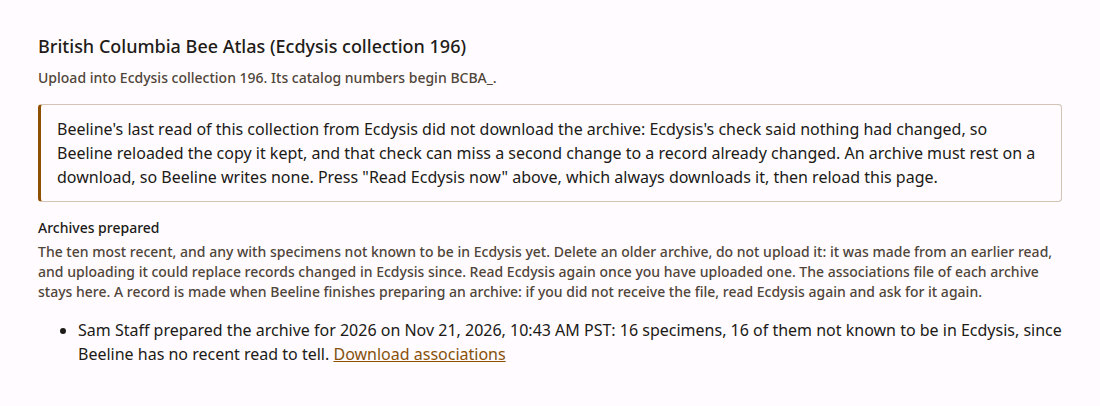 British Columbia Bee Atlas (Ecdysis collection 196)
Upload into Ecdysis collection 196. Its catalog numbers begin BCBA_.
Beeline's last read of this collection from Ecdysis did not download the archive: Ecdysis's check said nothing had changed, so
Beeline reloaded the copy it kept, and that check can miss a second change to a record already changed. An archive must rest on a
download, so Beeline writes none. Press "Read Ecdysis now" above, which always downloads it, then reload this page.
Archives prepared
The ten most recent, and any with specimens not known to be in Ecdysis yet. Delete an older archive, do not upload it: it was made from an earlier read,
and uploading it could replace records changed in Ecdysis since. Read Ecdysis again once you have uploaded one. The associations file of each archive
stays here. A record is made when Beeline finishes preparing an archive: if you did not receive the file, read Ecdysis again and ask for it again.
• Sam Staff prepared the archive for 2026 on Nov 21, 2026, 10:43 AM PST: 16 specimens, 16 of them not known to be in Ecdysis, since
Beeline has no recent read to tell. Download associations